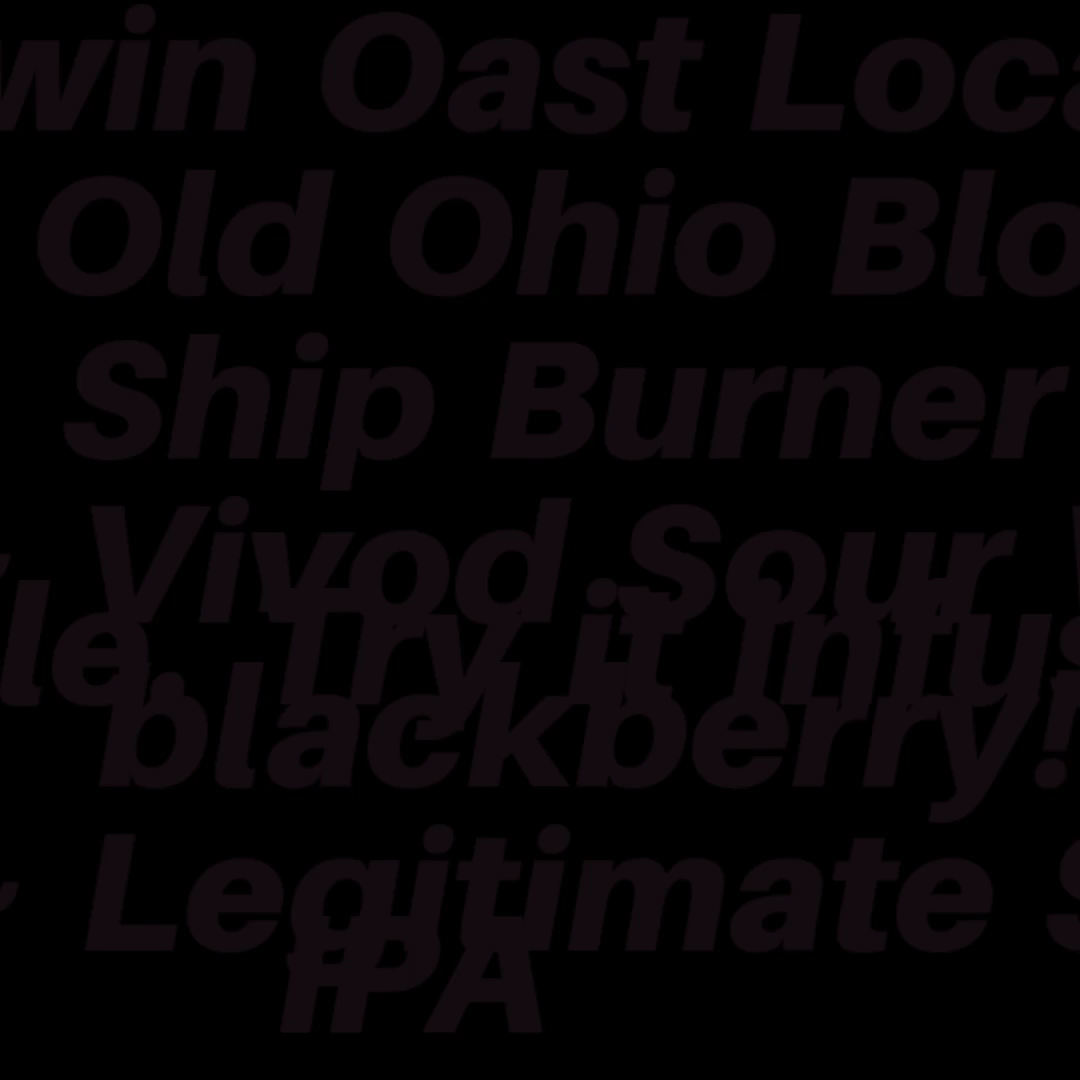 win Oast Loca
Old Ohio Blo
Ship Burner
Vivod Sour
le. Try it infus
blackberry!
Legitimate S
IPA